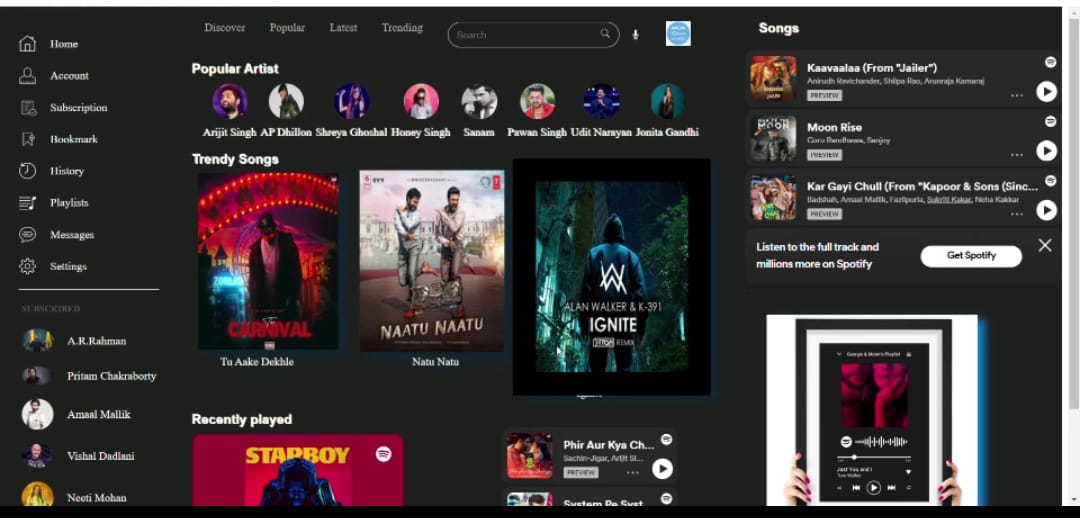 Home
Account
Subscription
Bookmark
History
Playlists
Messages
Settings
SUBSCRIBED
A.R.Rahman
Pritam Chakraborty
Amaal Mallik
Vishal Dadlani
Neeti Mohan
Discover Popular Latest Trending Search
Popular Artist
Arijit Singh AP Dhillon Shreya Ghoshal Honey Singh Sanam Pawan Singh Udit Narayan Jonita Gandhi
Trendy Songs
CARNIVAL
Tu Aake Dekhle
NAATU NAATU
Natu Natu
ALAN WALKER & K-391
IGNITE
REMIX
Recently played
STARBOY
Phir Aur Kya Ch...
Sachin-Jigar, Arijit Si...
PREVIEW
System Pe Syst
Songs
Kaavaalaa (From "Jailer")
Anirudh Ravichander, Shilpa Rao, Arunraja Kamaraj
PREVIEW
Moon Rise
Guru Randhawa, Sanjoy
PREVIEW
Kar Gayi Chull (From "Kapoor & Sons (Sinc...
Badshah, Amaal Mallik, Fazilpuria, Sukriti Kakar, Neha Kakkar
PREVIEW
Listen to the full track and
millions more on Spotify
Get Spotify
Georgie & Moon's Playlist
Just You and I
Tom Walker